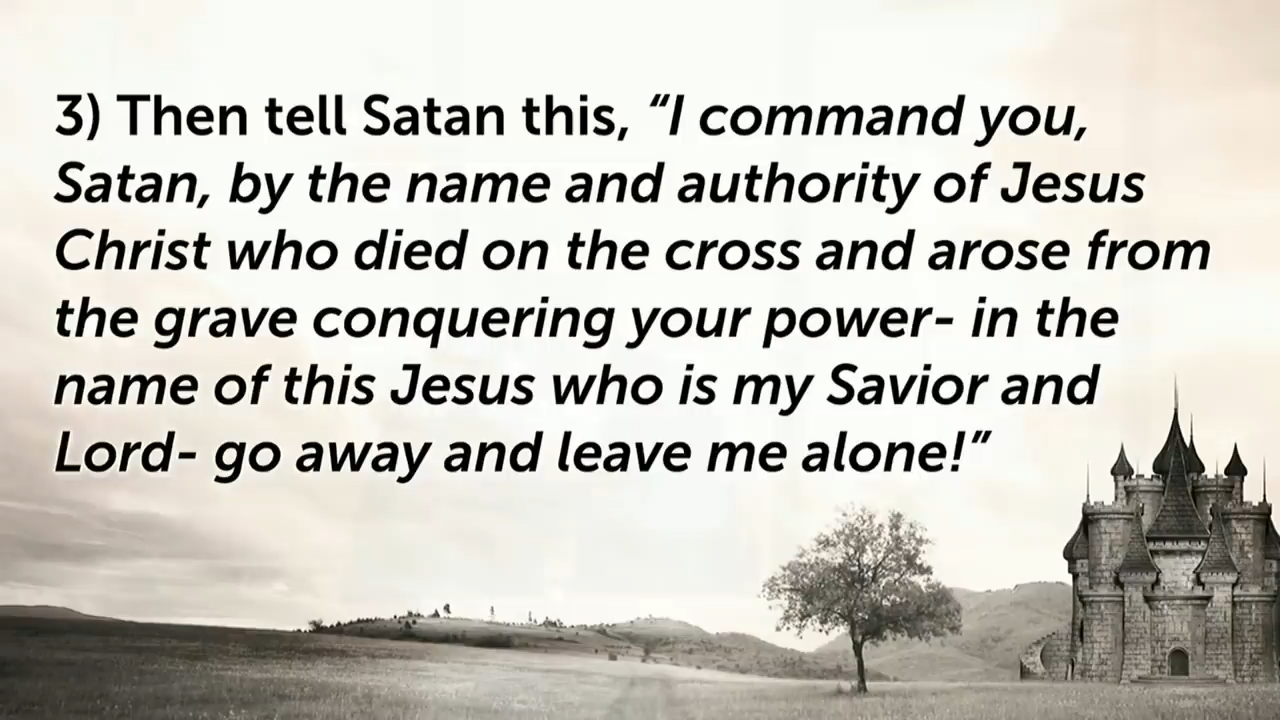 3) Then tell Satan this, “I command you,
Satan, by the name and authority of Jesus
Christ who died on the cross and arose from
the grave conquering your power- in the
name of this Jesus who is my Savior and
Lord- go away and leave me alone!”